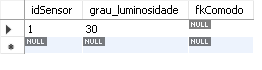 idSensor grau_luminosidade fkComodo
1 30 NULL
NULL NULL NULL